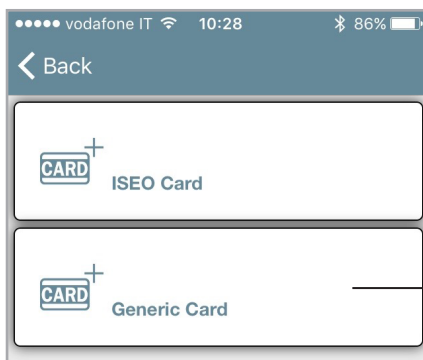 vodafone IT 10:28 86%
Back
CARD
ISEO Card
CARD
Generic Card